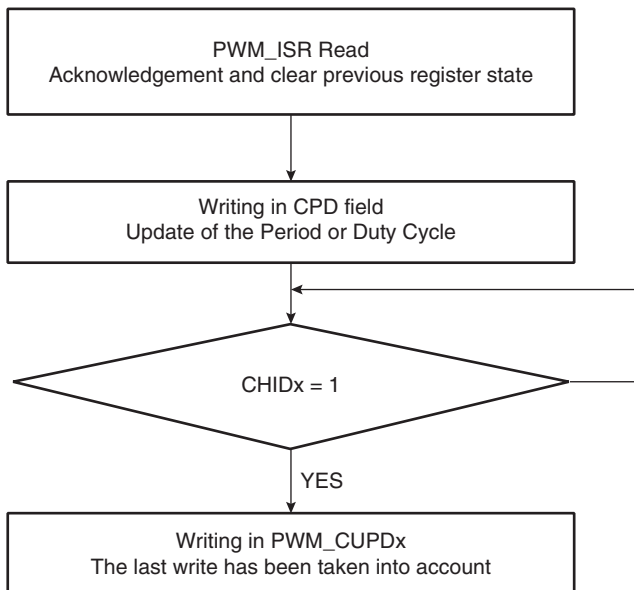 PWM_ISR Read
Acknowledgement and clear previous register state
Writing in CPD field
Update of the Period or Duty Cycle
CHIDx = 1
YES
Writing in PWM_CUPDx
The last write has been taken into account